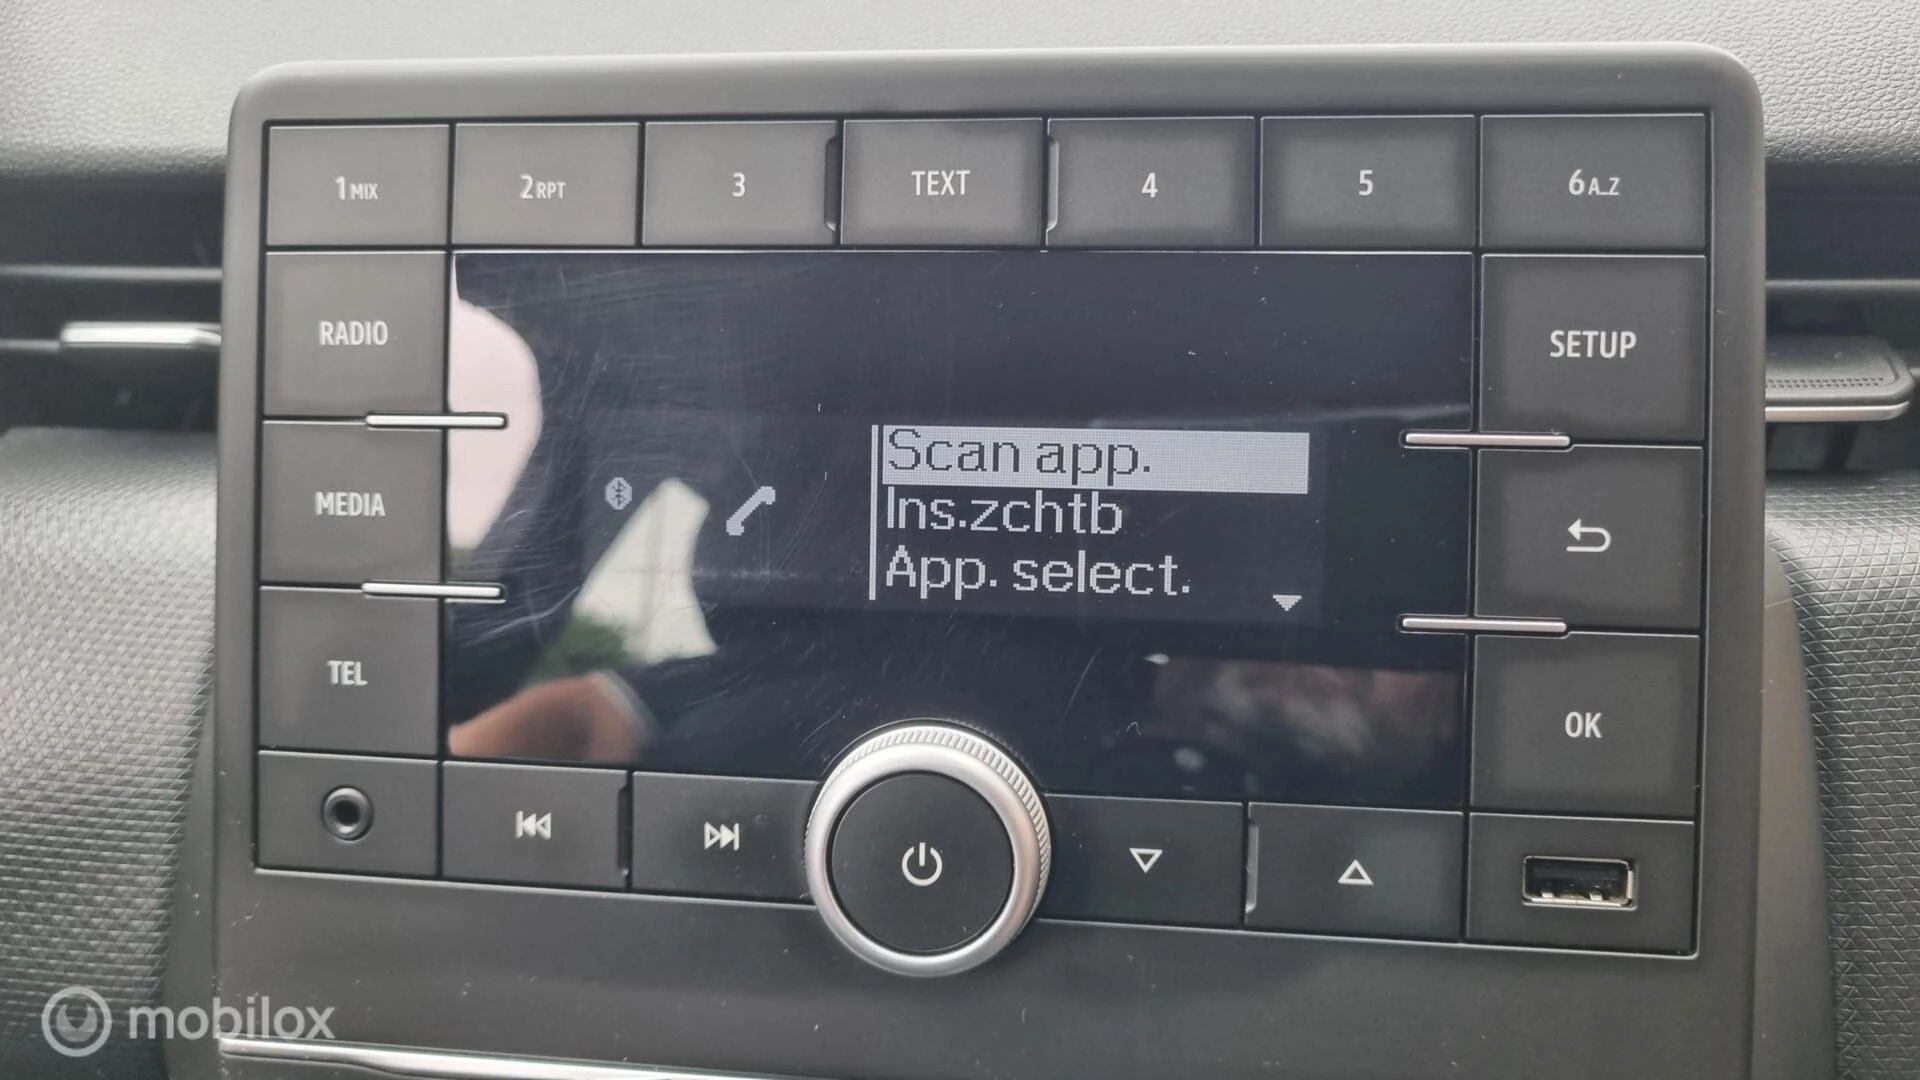 1 MIX
2 RPT
3
TEXT
4
5
6 A_Z
RADIO
SETUP
MEDIA
Scan app.
Ins.zchtb
App. select.
TEL
OK
mobilox